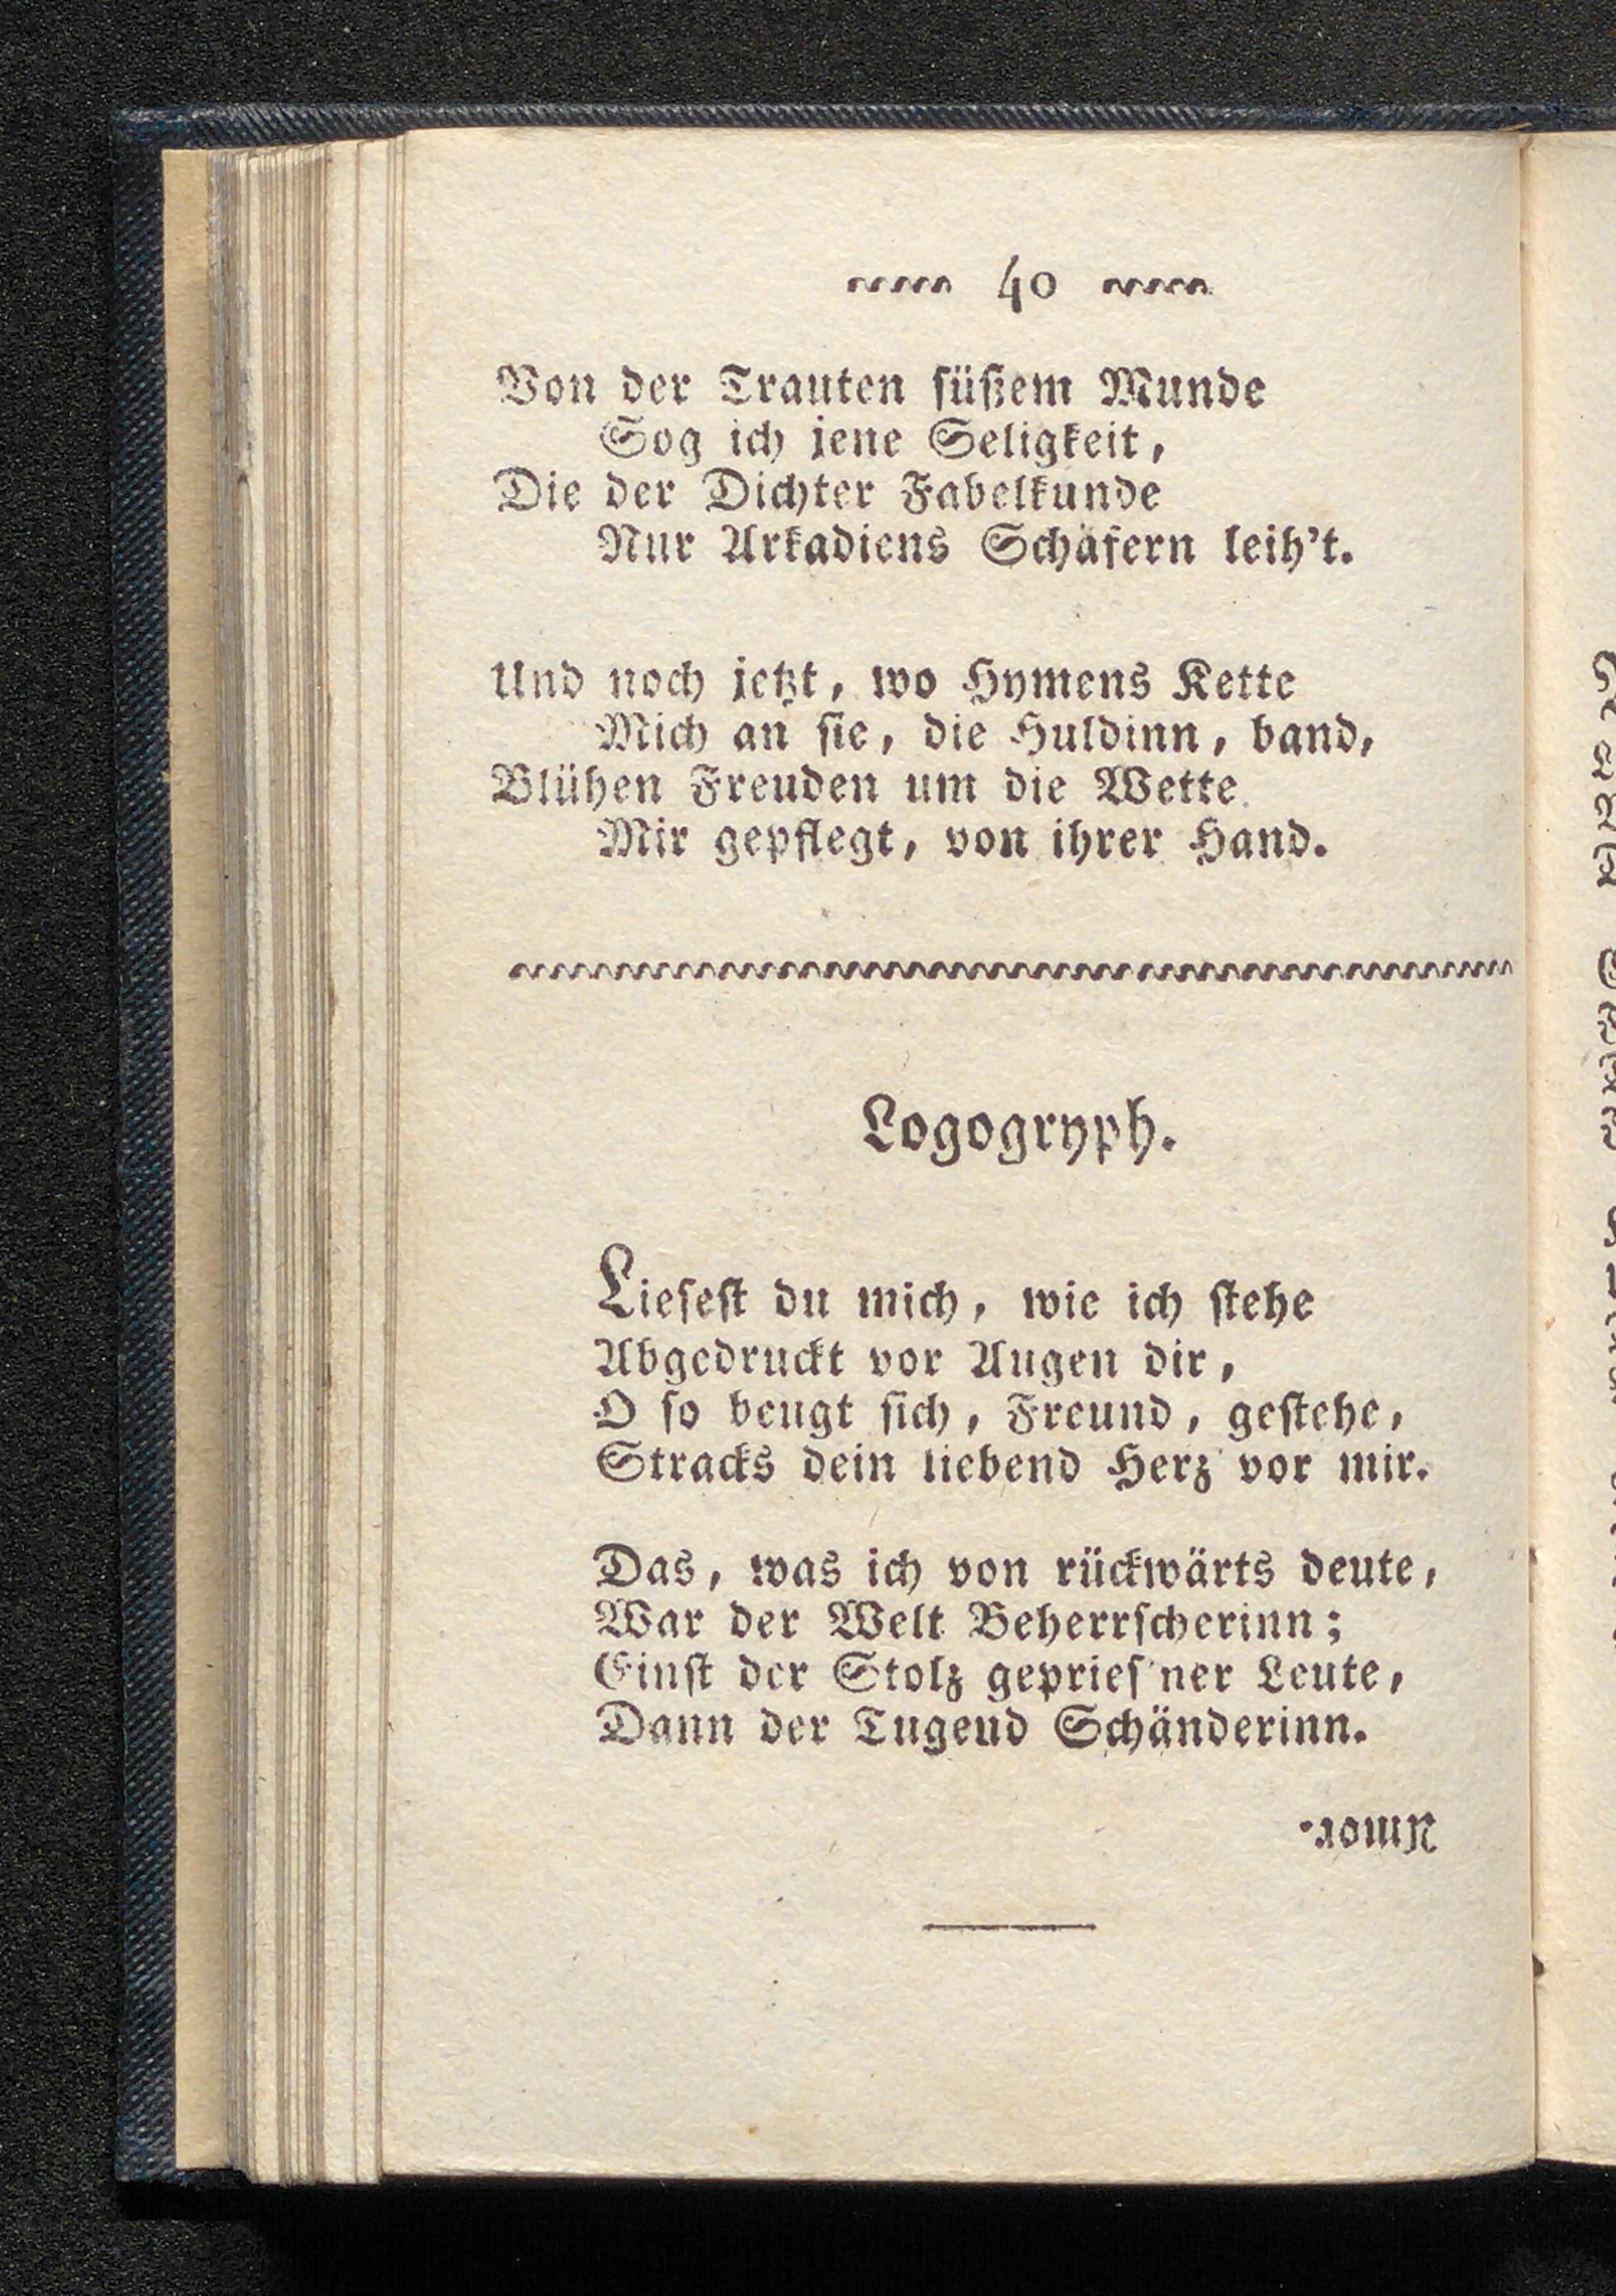 40
Von der Trauten süßem Munde
Sog ich jene Seligkeit,
Die der Dichter Fabelkunde
Nur Arkadiens Schäfern leih't.
Und noch jetzt, wo Hymens Kette
Mich an sie, die Huldinn, band,
Blühen Freuden um die Wette
Mir gepflegt, von ihrer Hand.
Logogryph.
Liesest du mich, wie ich stehe
Abgedruckt vor Augen dir,
O so beugt sich, Freund, gestehe,
Stracks dein liebend Herz vor mir.
Das, was ich von rückwärts deute,
War der Welt Beherrscherinn;
Einst der Stolz gepries'ner Leute,
Dann der Tugend Schänderinn.
Amor.